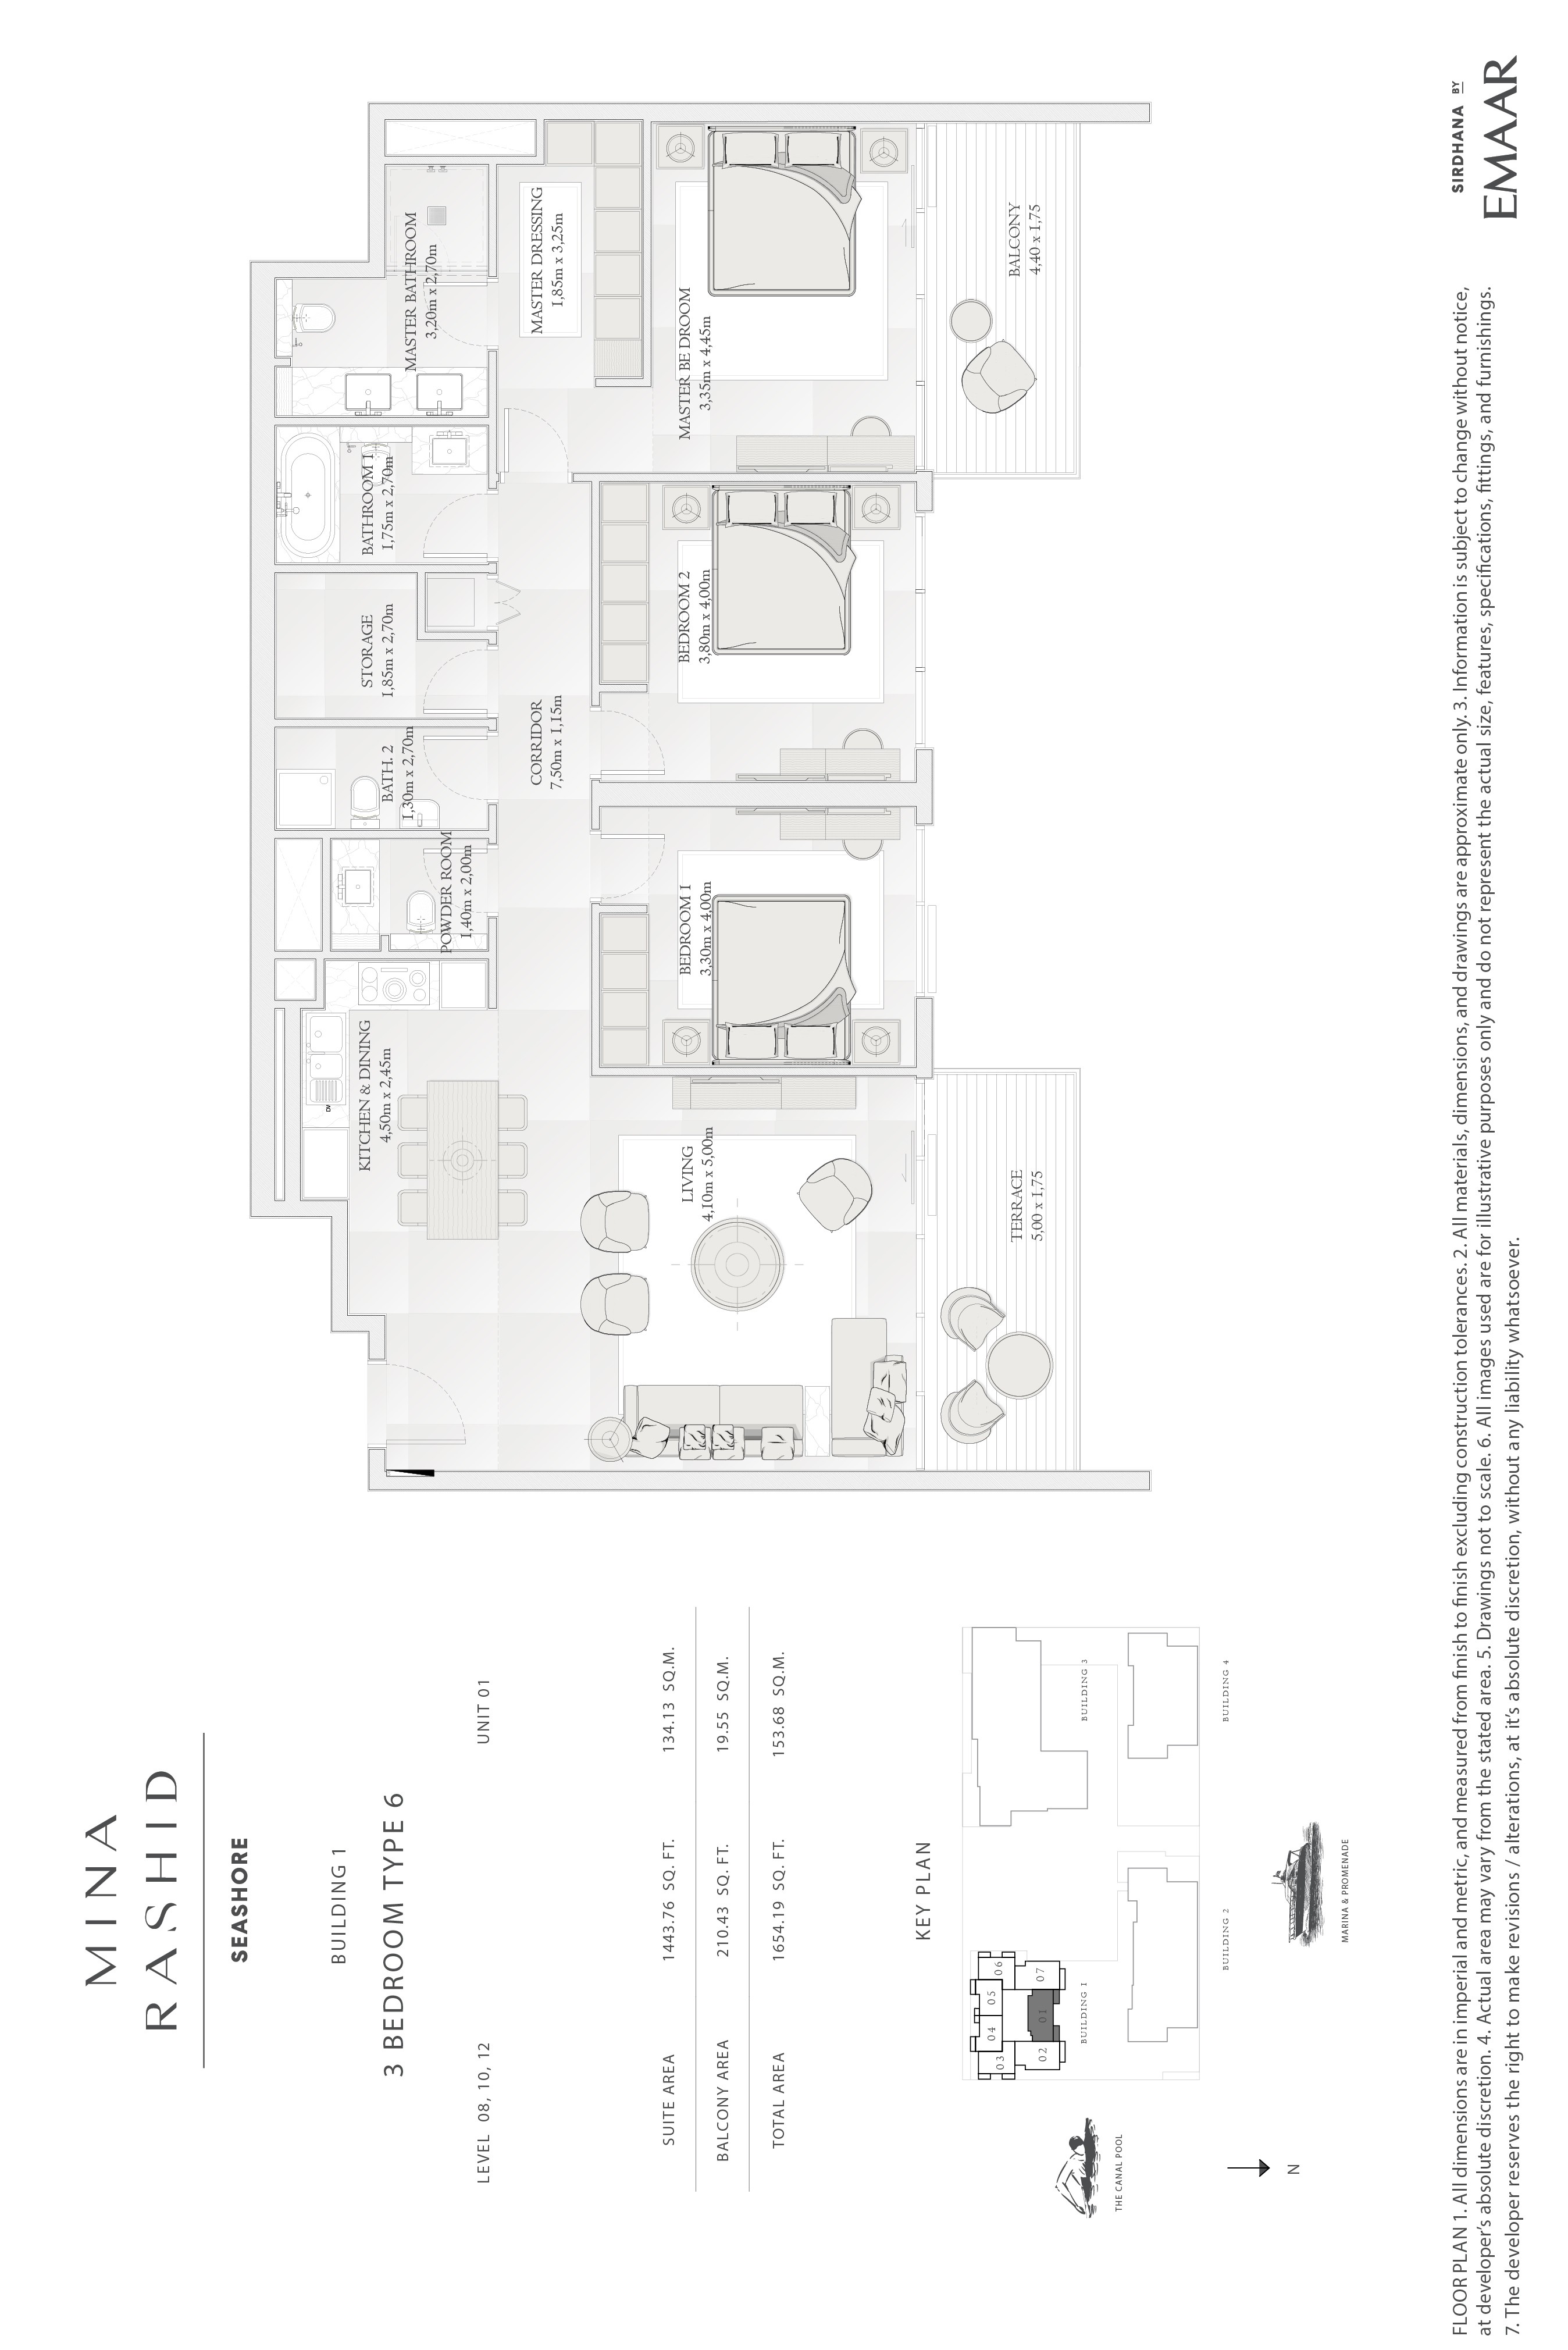 MINA
RASHID
SEASHORE
BUILDING 1
3 BEDROOM TYPE 6
LEVEL 08, 10, 12 UNIT 01
SUITE AREA 1443.76 SQ. FT. 134.13 SQ.M.
BALCONY AREA 210.43 SQ. FT. 19.55 SQ.M.
TOTAL AREA 1654.19 SQ. FT. 153.68 SQ.M.
KEY PLAN
03
04
05
06
02
01
07
BUILDING 1
BUILDING 3
BUILDING 2
BUILDING 4
THE CANAL POOL
MARINA & PROMENADE
N
KITCHEN & DINING
4,50m x 2,45m
DW
POWDER ROOM
1,40m x 2,00m
BATH. 2
1,30m x 2,70m
STORAGE
1,85m x 2,70m
BATHROOM 1
1,75m x 2,70m
MASTER BATHROOM
3,20m x 2,70m
CORRIDOR
7,50m x 1,15m
MASTER DRESSING
1,85m x 3,25m
LIVING
4,10m x 5,00m
BEDROOM 1
3,30m x 4,00m
BEDROOM 2
3,80m x 4,00m
MASTER BE DROOM
3,35m x 4,45m
TERRACE
5,00 x 1,75
BALCONY
4,40 x 1,75
FLOOR PLAN 1. All dimensions are in imperial and metric, and measured from finish to finish excluding construction tolerances. 2. All materials, dimensions, and drawings are approximate only. 3. Information is subject to change without notice,
at developer's absolute discretion. 4. Actual area may vary from the stated area. 5. Drawings not to scale. 6. All images used are for illustrative purposes only and do not represent the actual size, features, specifications, fittings, and furnishings.
7. The developer reserves the right to make revisions / alterations, at it's absolute discretion, without any liability whatsoever.
SIRDHANA BY
EMAAR